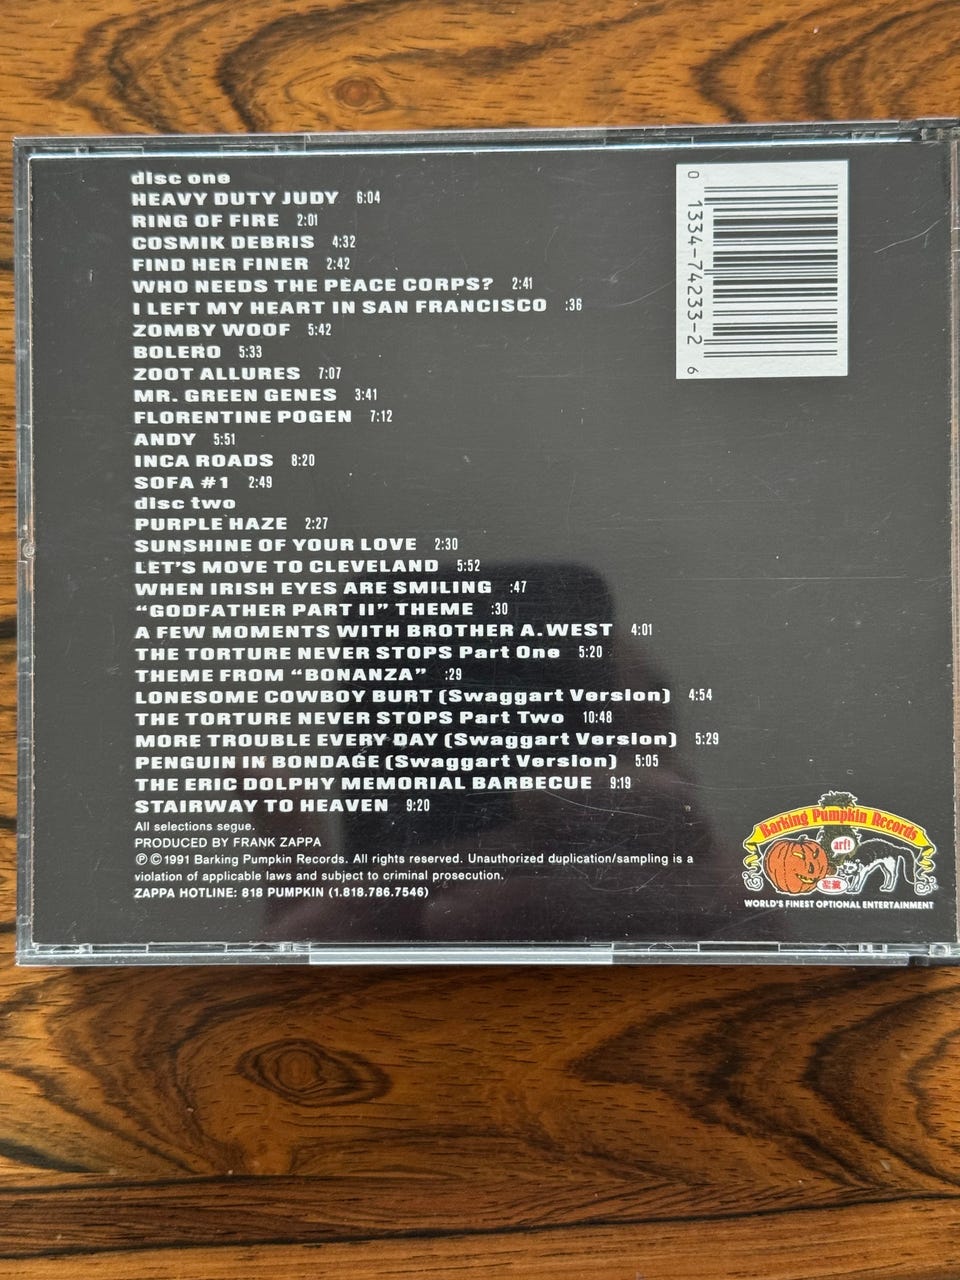 disc one
HEAVY DUTY JUDY 6:04
RING OF FIRE 2:01
COSMIK DEBRIS 4:32
FIND HER FINER 2:42
WHO NEEDS THE PEACE CORPS? 2:41
I LEFT MY HEART IN SAN FRANCISCO :36
ZOMBY WOOF 5:42
BOLERO 5:33
ZOOT ALLURES 7:07
MR. GREEN GENES 3:41
FLORENTINE POGEN 7:12
ANDY 5:51
INCA ROADS 8:20
SOFA #1 2:49
disc two
PURPLE HAZE 2:27
SUNSHINE OF YOUR LOVE 2:30
LET'S MOVE TO CLEVELAND 5:52
WHEN IRISH EYES ARE SMILING :47
“GODFATHER PART II” THEME :30
A FEW MOMENTS WITH BROTHER A. WEST 4:01
THE TORTURE NEVER STOPS Part One 5:20
THEME FROM “BONANZA” :29
LONESOME COWBOY BURT (Swaggart Version) 4:54
THE TORTURE NEVER STOPS Part Two 10:48
MORE TROUBLE EVERY DAY (Swaggart Version) 5:29
PENGUIN IN BONDAGE (Swaggart Version) 5:05
THE ERIC DOLPHY MEMORIAL BARBECUE 9:19
STAIRWAY TO HEAVEN 9:20
All selections segue.
PRODUCED BY FRANK ZAPPA
℗ © 1991 Barking Pumpkin Records. All rights reserved. Unauthorized duplication/sampling is a
violation of applicable laws and subject to criminal prosecution.
ZAPPA HOTLINE: 818 PUMPKIN (1.818.786.7546)
0 1334-74233-2 6
Barking Pumpkin Records
arf!
WORLD'S FINEST OPTIONAL ENTERTAINMENT